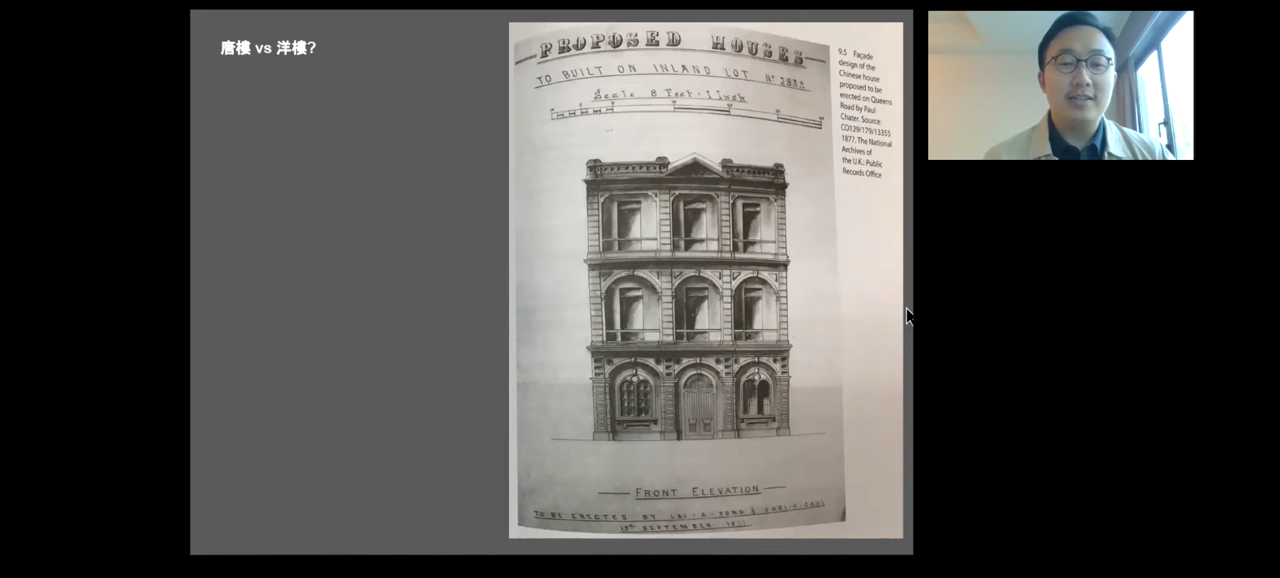 唐樓 vs 洋樓?
PROPOSED HOUSES
TO BUILT ON INLAND LOT Nº
Scale 8 Feet · 1 Inch
FRONT ELEVATION
TO BE ERECTED BY LAI-A-
SEPTEMBER
9.5 Façade
design of the
Chinese house
proposed to be
erected on Queens
Road by Paul
Chater. Source:
CO129/179/13355
1877, The National
Archives of
the U.K.: Public
Records Office